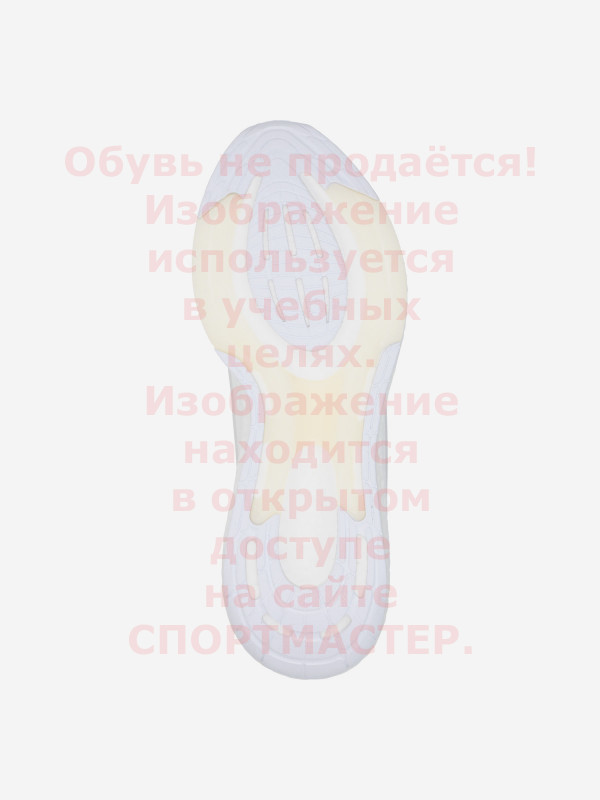 Обувь не продаётся!
Изображение
используется
в учебных
целях.
Изображение
находится
в открытом
доступе
на сайте
СПОРТМАСТЕР.